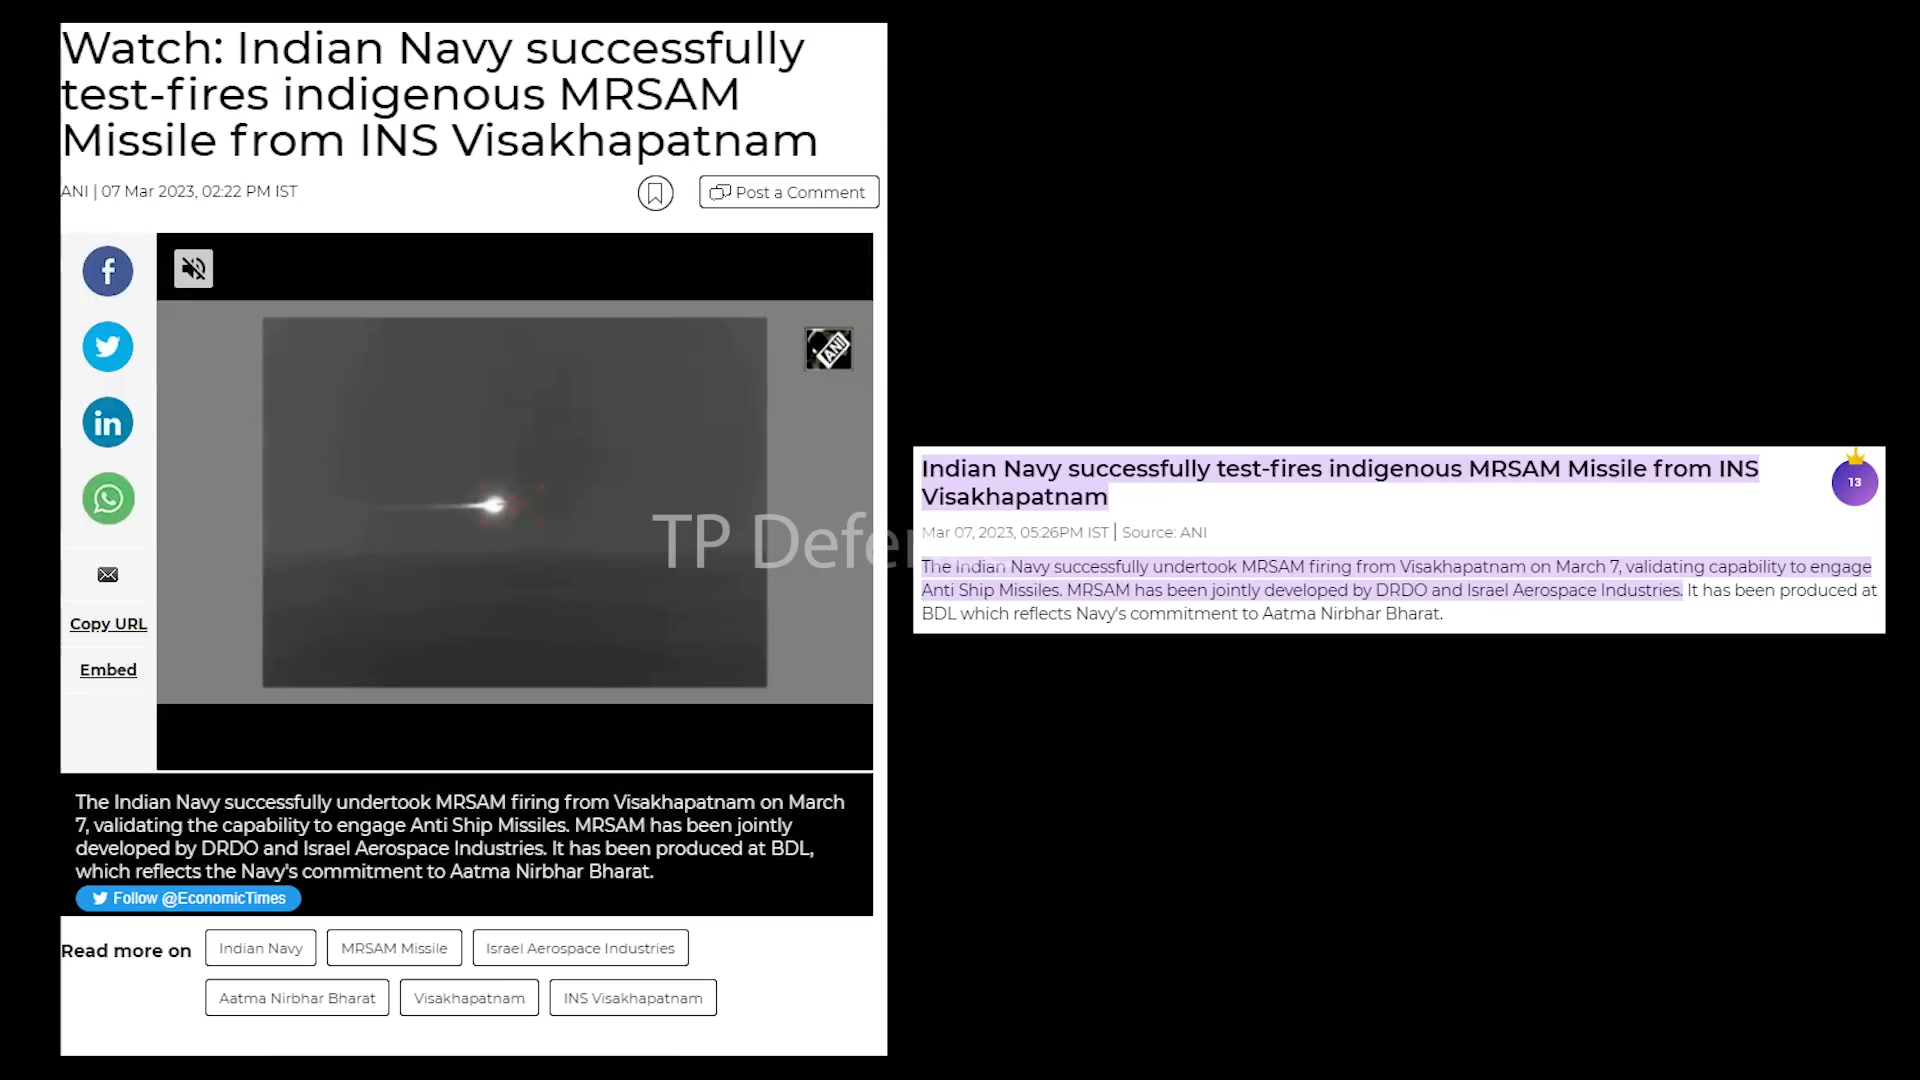 Watch: Indian Navy successfully
test-fires indigenous MRSAM
Missile from INS Visakhapatnam
ANI | 07 Mar 2023, 02:22 PM IST
Post a Comment
ANI
Copy URL
Embed
TP Defe
The Indian Navy successfully undertook MRSAM firing from Visakhapatnam on March
7, validating the capability to engage Anti Ship Missiles. MRSAM has been jointly
developed by DRDO and Israel Aerospace Industries. It has been produced at BDL,
which reflects the Navy's commitment to Aatma Nirbhar Bharat.
Follow @EconomicTimes
Read more on
Indian Navy
MRSAM Missile
Israel Aerospace Industries
Aatma Nirbhar Bharat
Visakhapatnam
INS Visakhapatnam
Indian Navy successfully test-fires indigenous MRSAM Missile from INS
Visakhapatnam
13
Mar 07, 2023, 05:26PM IST | Source: ANI
The Indian Navy successfully undertook MRSAM firing from Visakhapatnam on March 7, validating capability to engage
Anti Ship Missiles. MRSAM has been jointly developed by DRDO and Israel Aerospace Industries. It has been produced at
BDL which reflects Navy's commitment to Aatma Nirbhar Bharat.